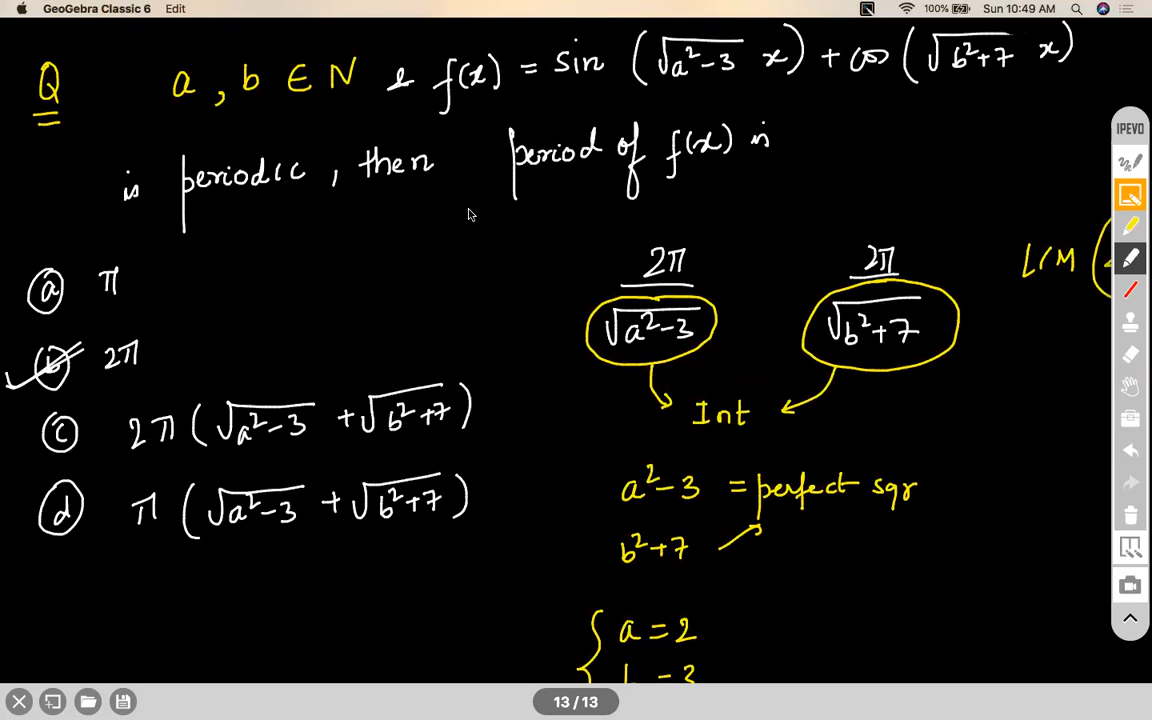 GeoGebra Classic 6 Edit 100% Sun 10:49 AM
IPEVO
Q a, b ∈ N & f(x) = sin (√a²-3 x) + cos (√b²+7 x)
is periodic, then period of f(x) is
2π 2π LCM
√a²-3 √b²+7
Int
a π
b 2π
c 2π(√a²-3 + √b²+7)
d π(√a²-3 + √b²+7)
a²-3 = perfect sqr
b²+7
a = 2
13 / 13